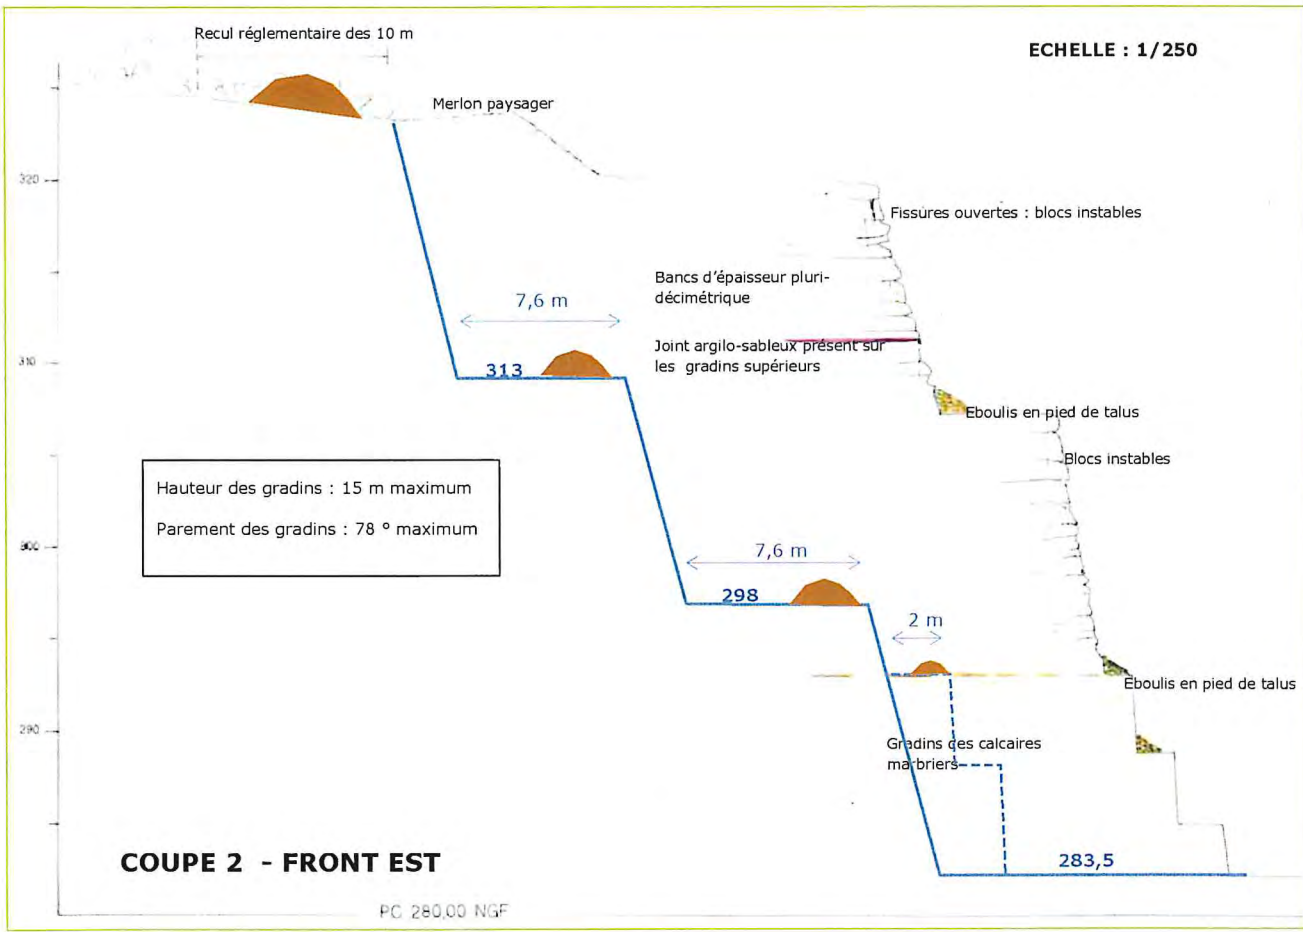 Recul réglementaire des 10 m
ECHELLE : 1/250
Merlon paysager
320
Fissures ouvertes : blocs instables
Bancs d'épaisseur pluri-
décimétrique
7,6 m
Joint argilo-sableux présent sur
les gradins supérieurs
310
313
Eboulis en pied de talus
Blocs instables
Hauteur des gradins : 15 m maximum
Parement des gradins : 78 ° maximum
300
7,6 m
298
2 m
Eboulis en pied de talus
290
Gradins des calcaires
marbriers
COUPE 2 - FRONT EST
283,5
PC 280,00 NGF